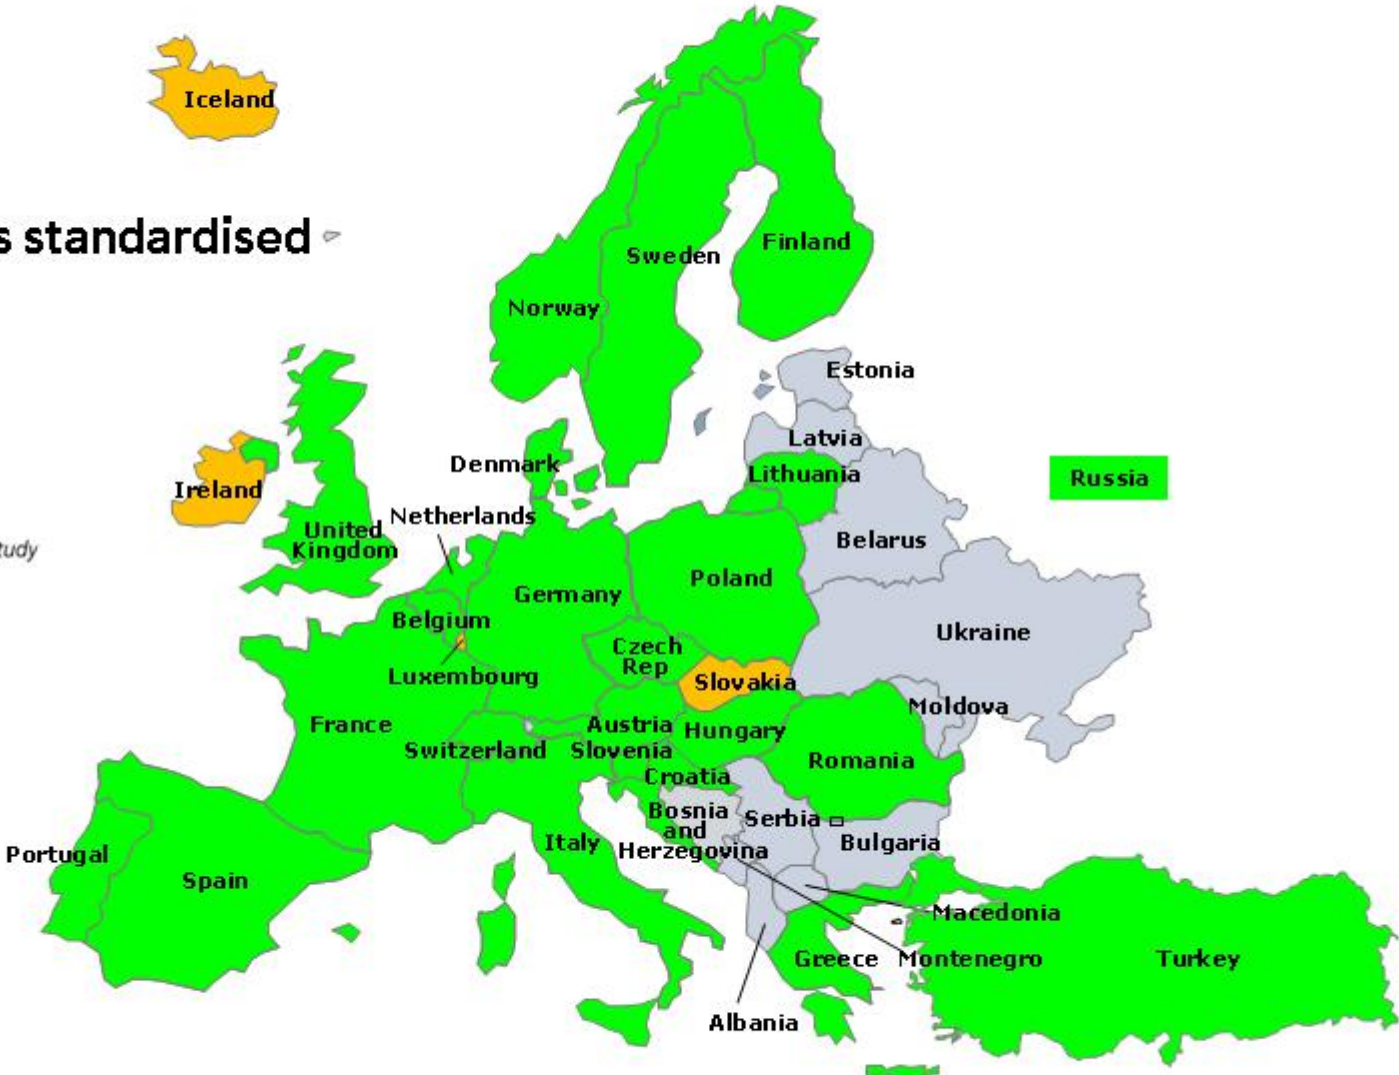 Iceland
s standardised
Sweden
Finland
Norway
Estonia
Latvia
Denmark
Lithuania
Russia
Ireland
Netherlands
United
Kingdom
Belarus
tudy
Poland
Germany
Belgium
Ukraine
Czech
Rep
Luxembourg
Slovakia
Moldova
France
Austria
Hungary
Switzerland
Slovenia
Romania
Croatia
Bosnia
and
Herzegovina
Serbia
Bulgaria
Italy
Portugal
Spain
Macedonia
Greece
Montenegro
Turkey
Albania